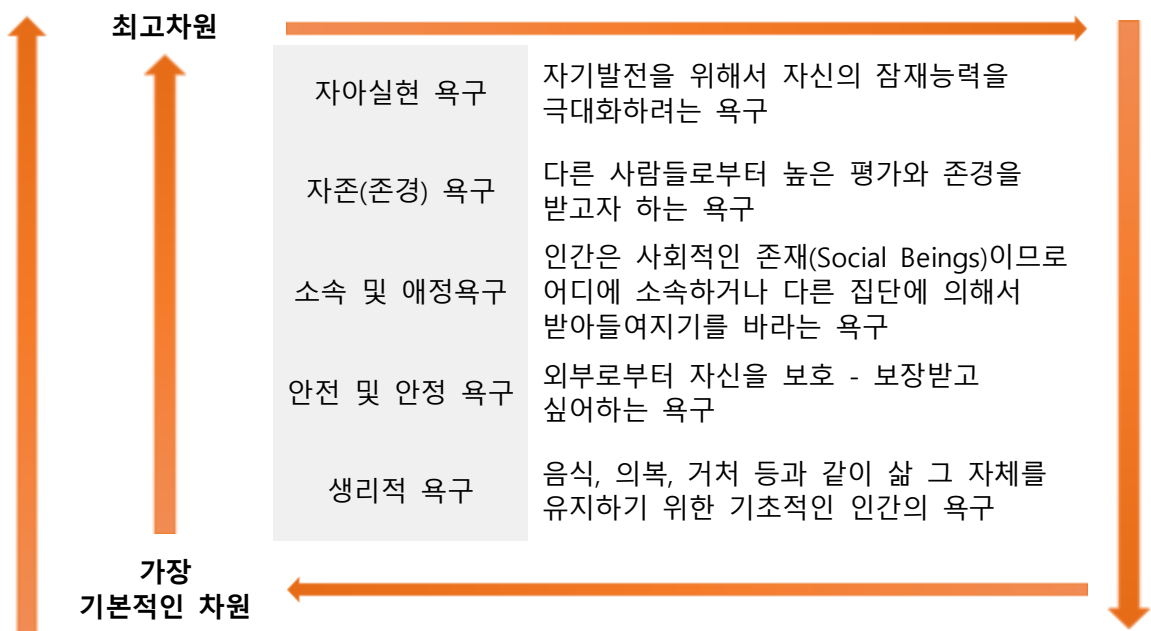 최고차원
자아실현 욕구
자기발전을 위해서 자신의 잠재능력을
극대화하려는 욕구
자존(존경) 욕구
다른 사람들로부터 높은 평가와 존경을
받고자 하는 욕구
소속 및 애정욕구
인간은 사회적인 존재(Social Beings)이므로
어디에 소속하거나 다른 집단에 의해서
받아들여지기를 바라는 욕구
안전 및 안정 욕구
외부로부터 자신을 보호 - 보장받고
싶어하는 욕구
생리적 욕구
음식, 의복, 거처 등과 같이 삶 그 자체를
유지하기 위한 기초적인 인간의 욕구
가장
기본적인 차원